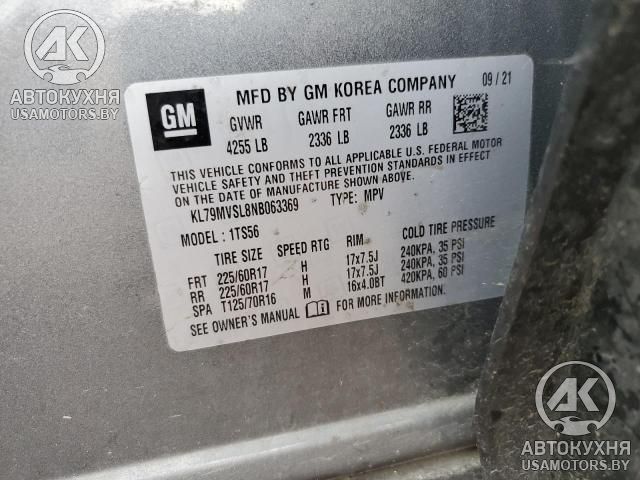 AK
АВТОКУХНЯ
USAMOTORS.BY
GM
MFD BY GM KOREA COMPANY 09 / 21
GVWR GAWR FRT GAWR RR
4255 LB 2336 LB 2336 LB
THIS VEHICLE CONFORMS TO ALL APPLICABLE U.S. FEDERAL MOTOR
VEHICLE SAFETY AND THEFT PREVENTION STANDARDS IN EFFECT
ON THE DATE OF MANUFACTURE SHOWN ABOVE.
KL79MVSL8NB063369 TYPE: MPV
MODEL: 1TS56
TIRE SIZE SPEED RTG RIM COLD TIRE PRESSURE
FRT 225/60R17 H 17x7.5J 240KPA, 35 PSI
RR 225/60R17 H 17x7.5J 240KPA, 35 PSI
SPA T125/70R16 M 16x4.0BT 420KPA, 60 PSI
SEE OWNER'S MANUAL FOR MORE INFORMATION.
AK
АВТОКУХНЯ
USAMOTORS.BY